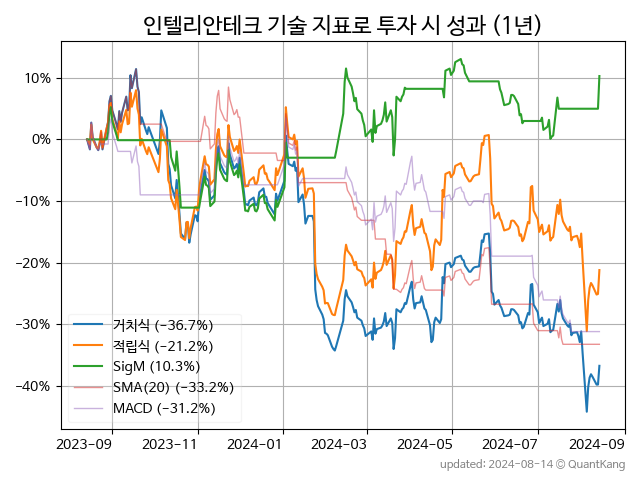 인텔리안테크 기술 지표로 투자 시 성과 (1년)
10%
0%
−10%
−20%
−30%
−40%
거치식 (−36.7%)
적립식 (−21.2%)
SigM (10.3%)
SMA(20) (−33.2%)
MACD (−31.2%)
2023-09 2023-11 2024-01 2024-03 2024-05 2024-07 2024-09
updated: 2024-08-14 © QuantKang